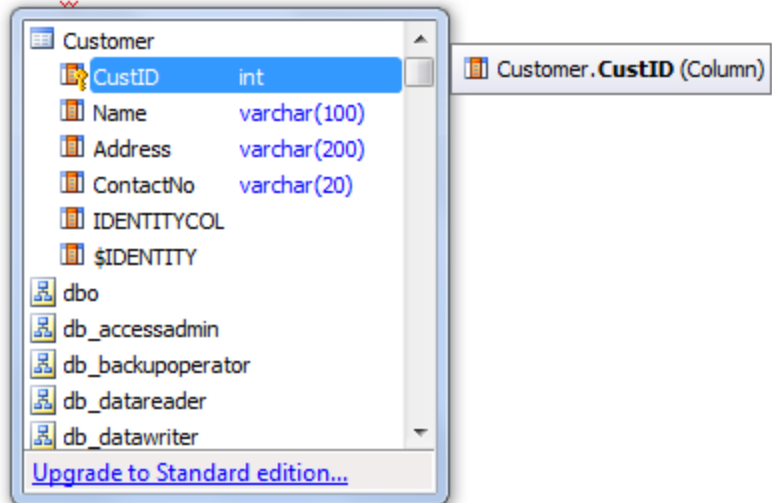 Customer
CustID int
Customer.CustID (Column)
Name varchar(100)
Address varchar(200)
ContactNo varchar(20)
IDENTITYCOL
$IDENTITY
dbo
db_accessadmin
db_backupoperator
db_datareader
db_datawriter
Upgrade to Standard edition...